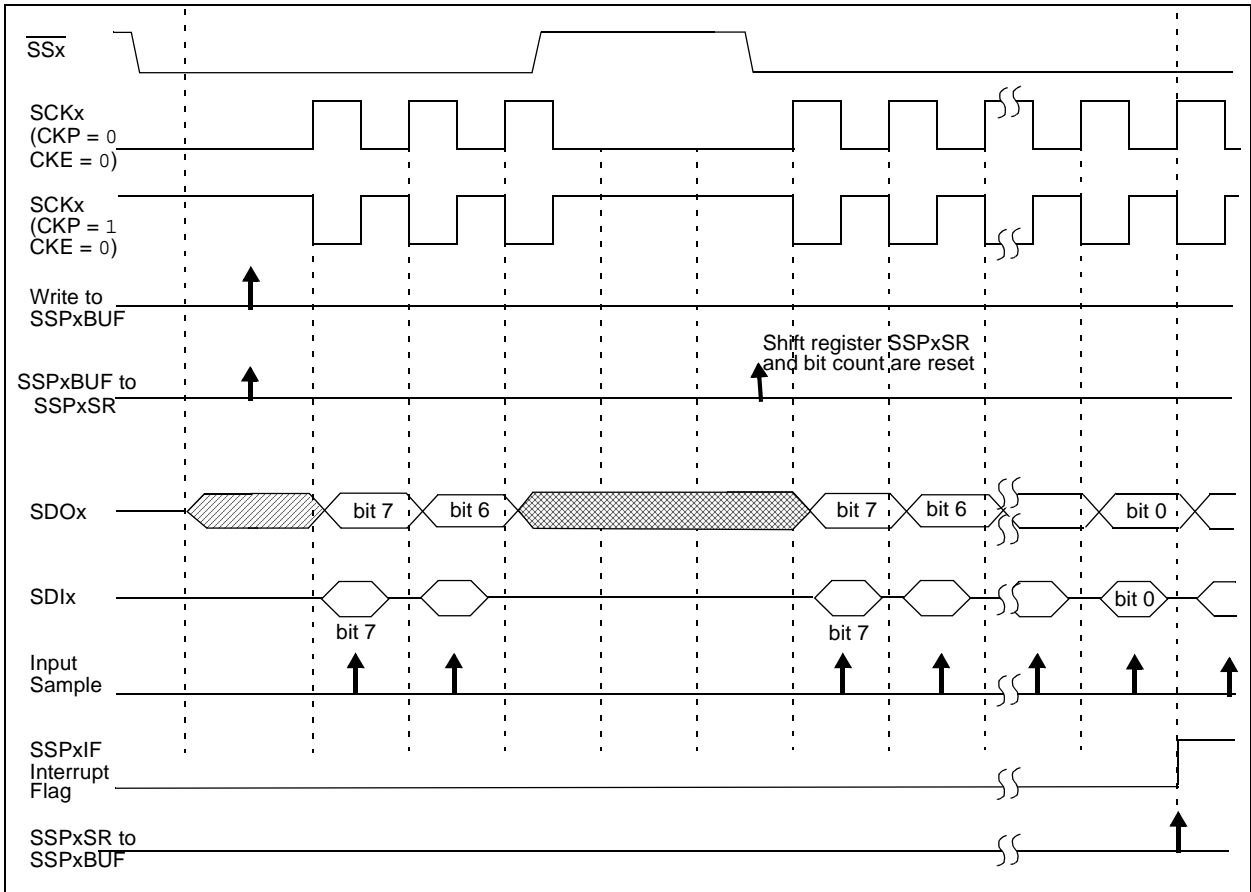 SSx
SCKx
(CKP = 0
CKE = 0)
SCKx
(CKP = 1
CKE = 0)
Write to
SSPxBUF
Shift register SSPxSR
and bit count are reset
SSPxBUF to
SSPxSR
SDOx
bit 7
bit 6
bit 7
bit 6
bit 0
SDIx
bit 0
bit 7
bit 7
Input
Sample
SSPxIF
Interrupt
Flag
SSPxSR to
SSPxBUF